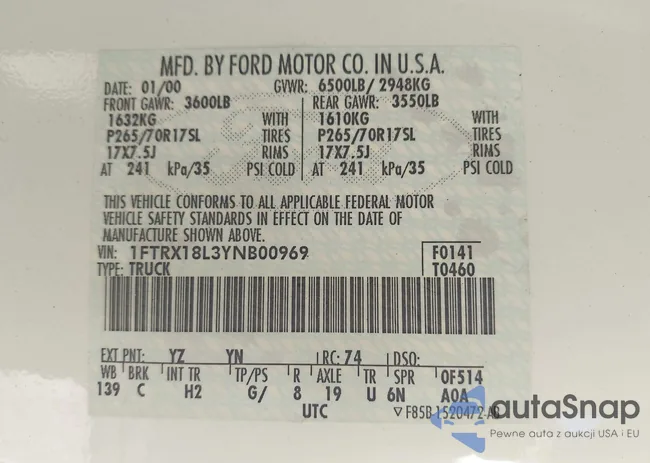 MFD. BY FORD MOTOR CO. IN U.S.A.
DATE: 01/00 GVWR: 6500LB/ 2948KG
FRONT GAWR: 3600LB REAR GAWR: 3550LB
1632KG WITH 1610KG WITH
P265/70R17SL TIRES P265/70R17SL TIRES
17X7.5J RIMS 17X7.5J RIMS
AT 241 kPa/35 PSI COLD AT 241 kPa/35 PSI COLD
THIS VEHICLE CONFORMS TO ALL APPLICABLE FEDERAL MOTOR
VEHICLE SAFETY STANDARDS IN EFFECT ON THE DATE OF
MANUFACTURE SHOWN ABOVE.
VIN: 1FTRX18L3YNB00969 F0141
TYPE: TRUCK T0460
EXT PNT: YZ YN RC: 74 DSO:
WB BRK INT TR TP/PS R AXLE TR SPR 0F514
139 C H2 G/ 8 19 U 6N A0A
UTC ▽ F85B 1520472 AB
autaSnap
Pewne auta z aukcji USA i EU